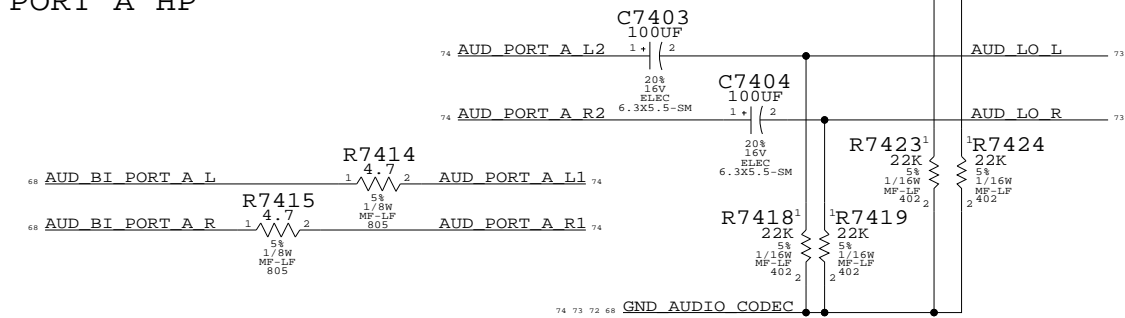 PORT A HP
C7403
100UF
74 AUD_PORT_A_L2 1 + 2 AUD_LO_L 73
20%
16V
ELEC
6.3X5.5-SM
C7404
100UF
74 AUD_PORT_A_R2 1 + 2 AUD_LO_R 73
20%
16V
ELEC
6.3X5.5-SM
R7423 1 1 R7424
22K 22K
5% 5%
1/16W 1/16W
MF-LF MF-LF
402 2 2 402
R7414
4.7
68 AUD_BI_PORT_A_L 1 2 AUD_PORT_A_L1 74
5%
1/8W
MF-LF
805
R7415
4.7
68 AUD_BI_PORT_A_R 1 2 AUD_PORT_A_R1 74
5%
1/8W
MF-LF
805
R7418 1 1 R7419
22K 22K
5% 5%
1/16W 1/16W
MF-LF MF-LF
402 2 2 402
74 73 72 68 GND_AUDIO_CODEC